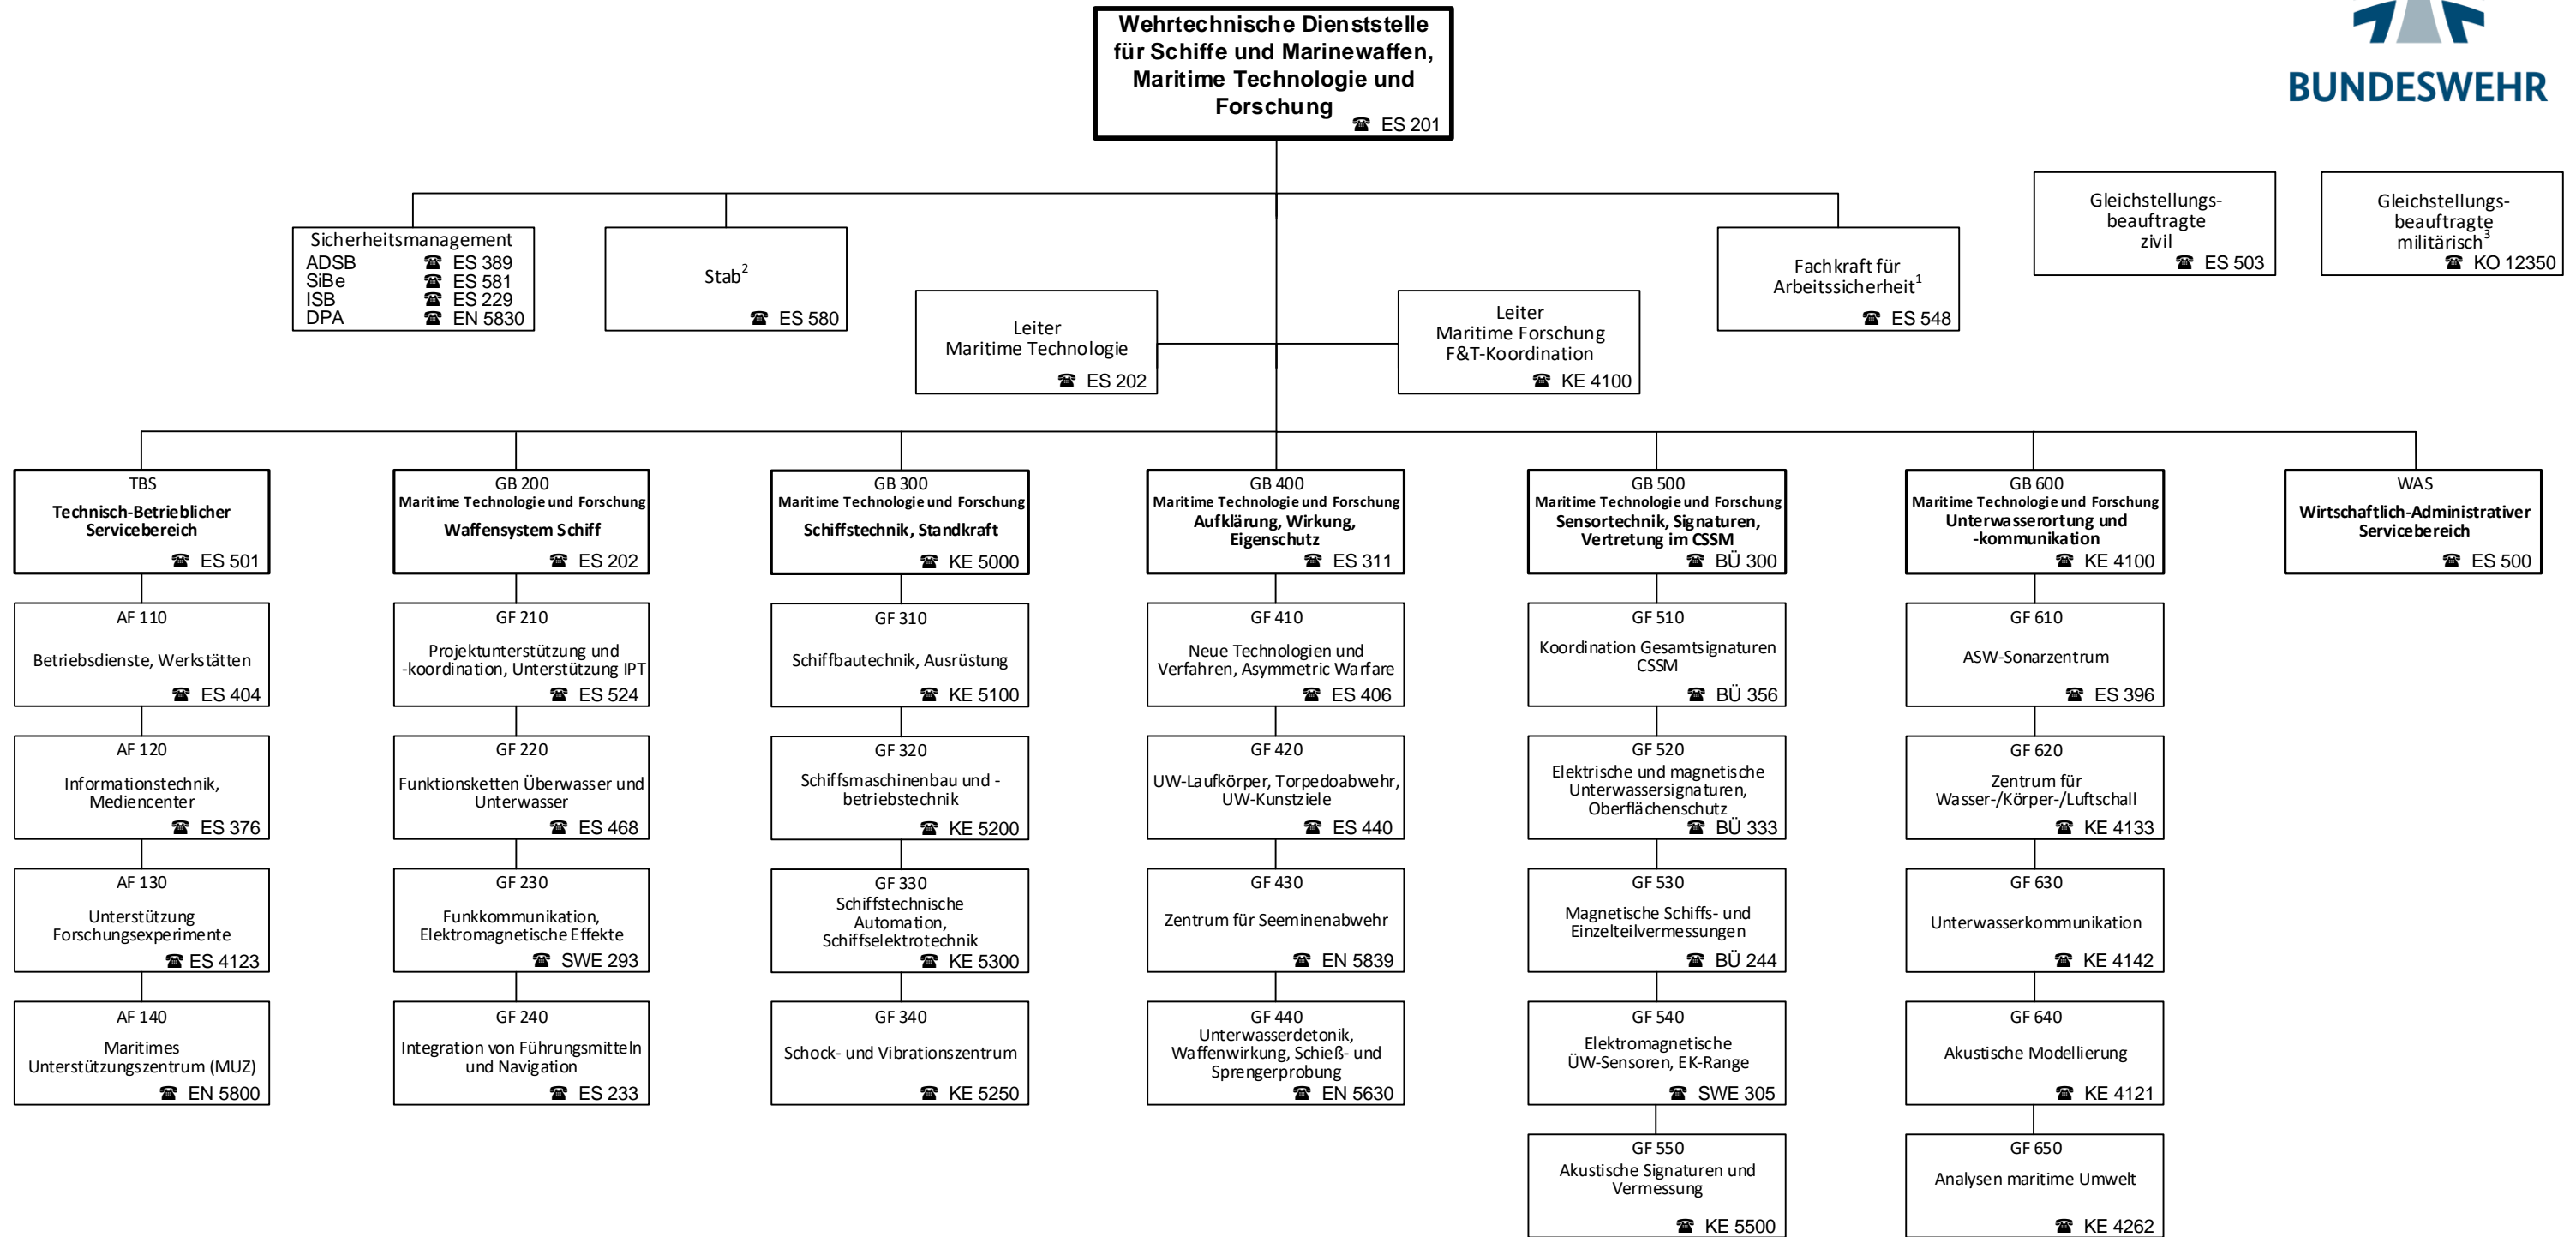 Wehrtechnische Dienststelle
für Schiffe und Marinewaffen,
Maritime Technologie und
Forschung
☎ ES 201
BUNDESWEHR
Sicherheitsmanagement
ADSB ☎ ES 389
SiBe ☎ ES 581
ISB ☎ ES 229
DPA ☎ EN 5830
Stab²
☎ ES 580
Leiter
Maritime Technologie
☎ ES 202
Leiter
Maritime Forschung
F&T-Koordination
☎ KE 4100
Fachkraft für
Arbeitssicherheit¹
☎ ES 548
Gleichstellungs-
beauftragte
zivil
☎ ES 503
Gleichstellungs-
beauftragte
militärisch³
☎ KO 12350
TBS
Technisch-Betrieblicher
Servicebereich
☎ ES 501
AF 110
Betriebsdienste, Werkstätten
☎ ES 404
AF 120
Informationstechnik,
Mediencenter
☎ ES 376
AF 130
Unterstützung
Forschungsexperimente
☎ ES 4123
AF 140
Maritimes
Unterstützungszentrum (MUZ)
☎ EN 5800
GB 200
Maritime Technologie und Forschung
Waffensystem Schiff
☎ ES 202
GF 210
Projektunterstützung und
-koordination, Unterstützung IPT
☎ ES 524
GF 220
Funktionsketten Überwasser und
Unterwasser
☎ ES 468
GF 230
Funkkommunikation,
Elektromagnetische Effekte
☎ SWE 293
GF 240
Integration von Führungsmitteln
und Navigation
☎ ES 233
GB 300
Maritime Technologie und Forschung
Schiffstechnik, Standkraft
☎ KE 5000
GF 310
Schiffbautechnik, Ausrüstung
☎ KE 5100
GF 320
Schiffsmaschinenbau und -
betriebstechnik
☎ KE 5200
GF 330
Schiffstechnische
Automation,
Schiffselektrotechnik
☎ KE 5300
GF 340
Schock- und Vibrationszentrum
☎ KE 5250
GB 400
Maritime Technologie und Forschung
Aufklärung, Wirkung,
Eigenschutz
☎ ES 311
GF 410
Neue Technologien und
Verfahren, Asymmetric Warfare
☎ ES 406
GF 420
UW-Laufkörper, Torpedoabwehr,
UW-Kunstziele
☎ ES 440
GF 430
Zentrum für Seeminenabwehr
☎ EN 5839
GF 440
Unterwasserdetonik,
Waffenwirkung, Schieß- und
Sprengerprobung
☎ EN 5630
GB 500
Maritime Technologie und Forschung
Sensortechnik, Signaturen,
Vertretung im CSSM
☎ BÜ 300
GF 510
Koordination Gesamtsignaturen
CSSM
☎ BÜ 356
GF 520
Elektrische und magnetische
Unterwassersignaturen,
Oberflächenschutz
☎ BÜ 333
GF 530
Magnetische Schiffs- und
Einzelteilvermessungen
☎ BÜ 244
GF 540
Elektromagnetische
ÜW-Sensoren, EK-Range
☎ SWE 305
GF 550
Akustische Signaturen und
Vermessung
☎ KE 5500
GB 600
Maritime Technologie und Forschung
Unterwasserortung und
-kommunikation
☎ KE 4100
GF 610
ASW-Sonarzentrum
☎ ES 396
GF 620
Zentrum für
Wasser-/Körper-/Luftschall
☎ KE 4133
GF 630
Unterwasserkommunikation
☎ KE 4142
GF 640
Akustische Modellierung
☎ KE 4121
GF 650
Analysen maritime Umwelt
☎ KE 4262
WAS
Wirtschaftlich-Administrativer
Servicebereich
☎ ES 500